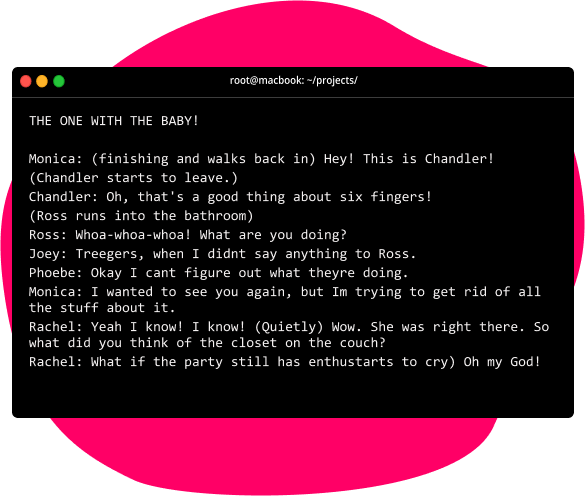 root@macbook: ~/projects/
THE ONE WITH THE BABY!
Monica: (finishing and walks back in) Hey! This is Chandler!
(Chandler starts to leave.)
Chandler: Oh, that's a good thing about six fingers!
(Ross runs into the bathroom)
Ross: Whoa-whoa-whoa! What are you doing?
Joey: Treegers, when I didnt say anything to Ross.
Phoebe: Okay I cant figure out what theyre doing.
Monica: I wanted to see you again, but Im trying to get rid of all
the stuff about it.
Rachel: Yeah I know! I know! (Quietly) Wow. She was right there. So
what did you think of the closet on the couch?
Rachel: What if the party still has enthustarts to cry) Oh my God!